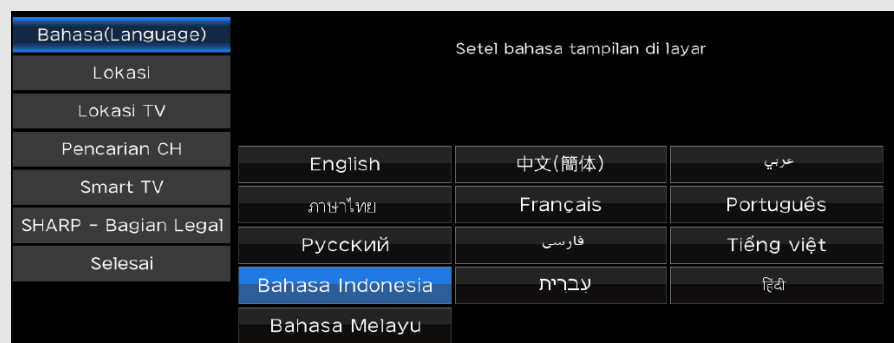 Bahasa(Language)
Lokasi
Lokasi TV
Pencarian CH
Smart TV
SHARP - Bagian Legal
Selesai
Setel bahasa tampilan di layar
English
中文(簡体)
عربي
ภาษาไทย
Français
Português
Русский
فارسی
Tiếng việt
Bahasa Indonesia
עברית
हिंदी
Bahasa Melayu